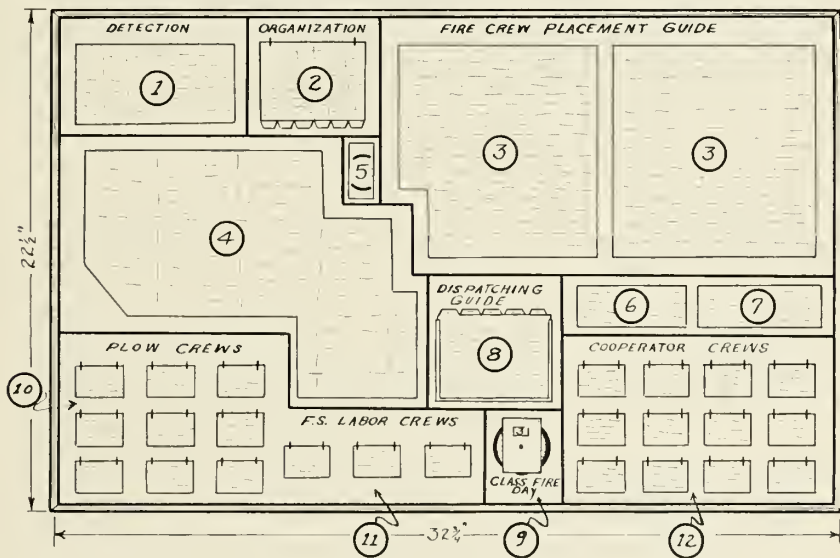 DETECTION
ORGANIZATION
FIRE CREW PLACEMENT GUIDE
1
2
3
3
5
4
22½"
DISPATCHING
GUIDE
6
7
8
PLOW CREWS
COOPERATOR CREWS
10
F.S. LABOR CREWS
3
CLASS FIRE
DAY
11
32¾"
9
12